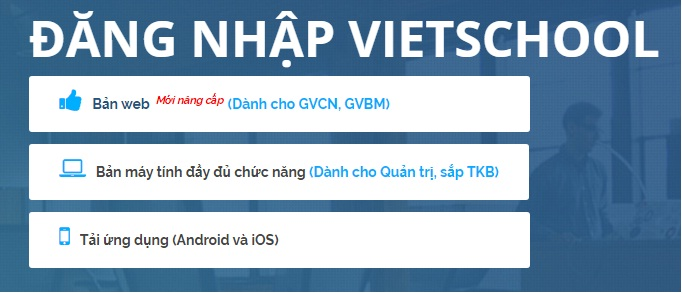 ĐĂNG NHẬP VIETSCHOOL
Bản web Mới nâng cấp (Dành cho GVCN, GVBM)
Bản máy tính đầy đủ chức năng (Dành cho Quản trị, sắp TKB)
Tải ứng dụng (Android và iOS)